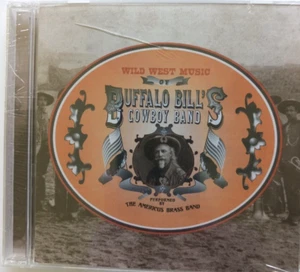 WILD WEST MUSIC
OF
BUFFALO BILL'S
COWBOY BAND
PERFORMED
BY
THE AMERICUS BRASS BAND